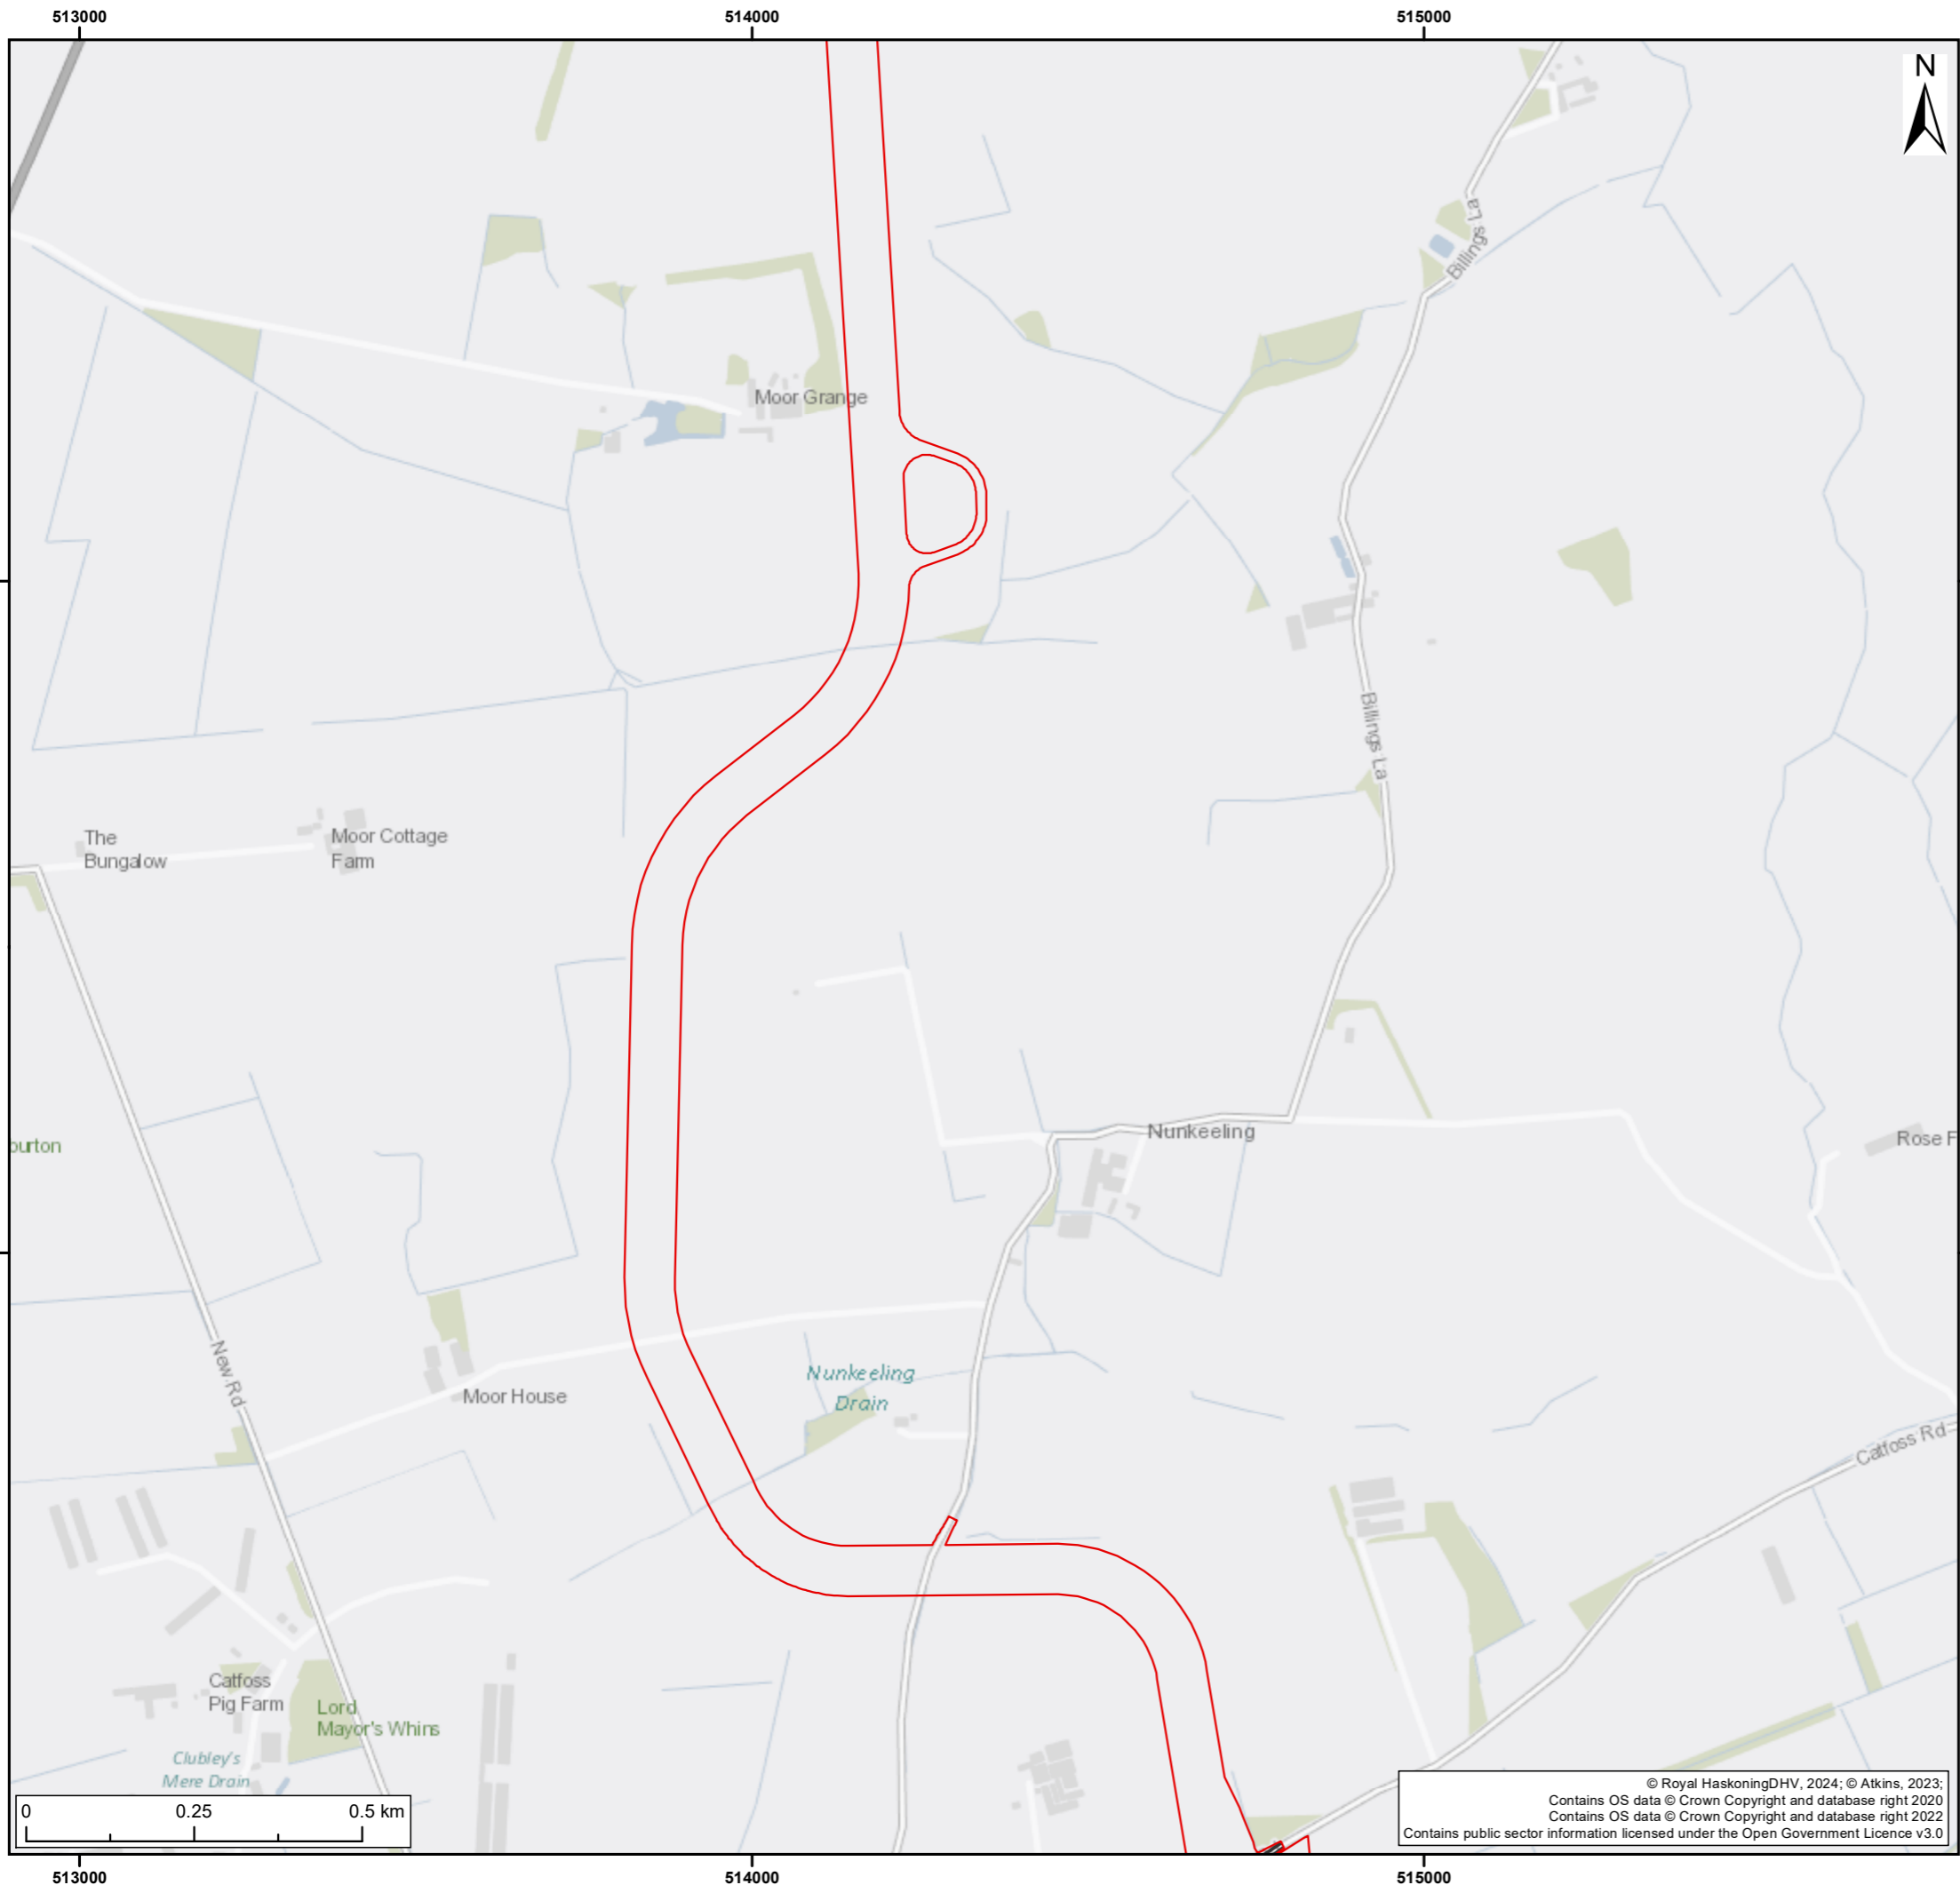 513000
514000
515000
N
Billings La
Moor Grange
Billings La
The
Bungalow
Moor Cottage
Farm
Nunkeeling
Rose F
ourton
New Rd
Moor House
Nunkeeling
Drain
Catfoss Rd
Catfoss
Pig Farm
Lord
Mayor's Whins
Clubley's
Mere Drain
0 0.25 0.5 km
© Royal HaskoningDHV, 2024; © Atkins, 2023;
Contains OS data © Crown Copyright and database right 2020
Contains OS data © Crown Copyright and database right 2022
Contains public sector information licensed under the Open Government Licence v3.0
513000
514000
515000